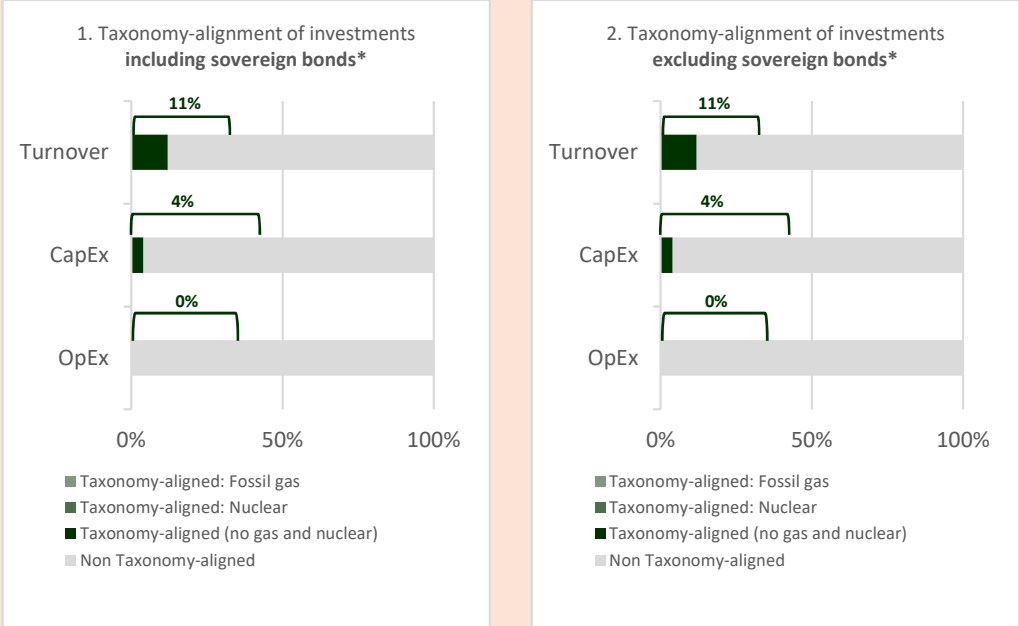 1. Taxonomy-alignment of investments
including sovereign bonds*
11%
Turnover
4%
CapEx
0%
OpEx
0% 50% 100%
Taxonomy-aligned: Fossil gas
Taxonomy-aligned: Nuclear
Taxonomy-aligned (no gas and nuclear)
Non Taxonomy-aligned
2. Taxonomy-alignment of investments
excluding sovereign bonds*
11%
Turnover
4%
CapEx
0%
OpEx
0% 50% 100%
Taxonomy-aligned: Fossil gas
Taxonomy-aligned: Nuclear
Taxonomy-aligned (no gas and nuclear)
Non Taxonomy-aligned